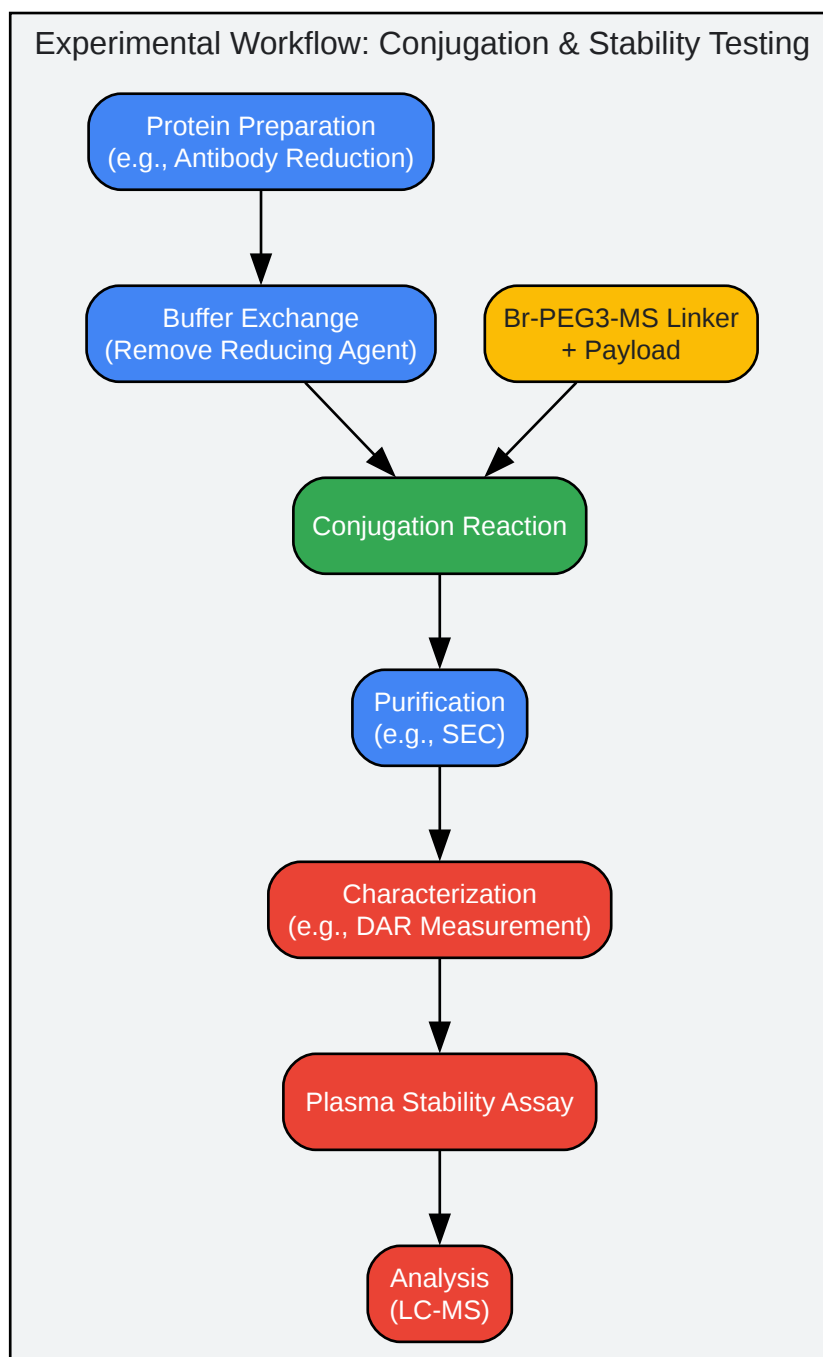 Experimental Workflow: Conjugation & Stability Testing
Protein Preparation
(e.g., Antibody Reduction)
Buffer Exchange
(Remove Reducing Agent)
Br-PEG3-MS Linker
+ Payload
Conjugation Reaction
Purification
(e.g., SEC)
Characterization
(e.g., DAR Measurement)
Plasma Stability Assay
Analysis
(LC-MS)